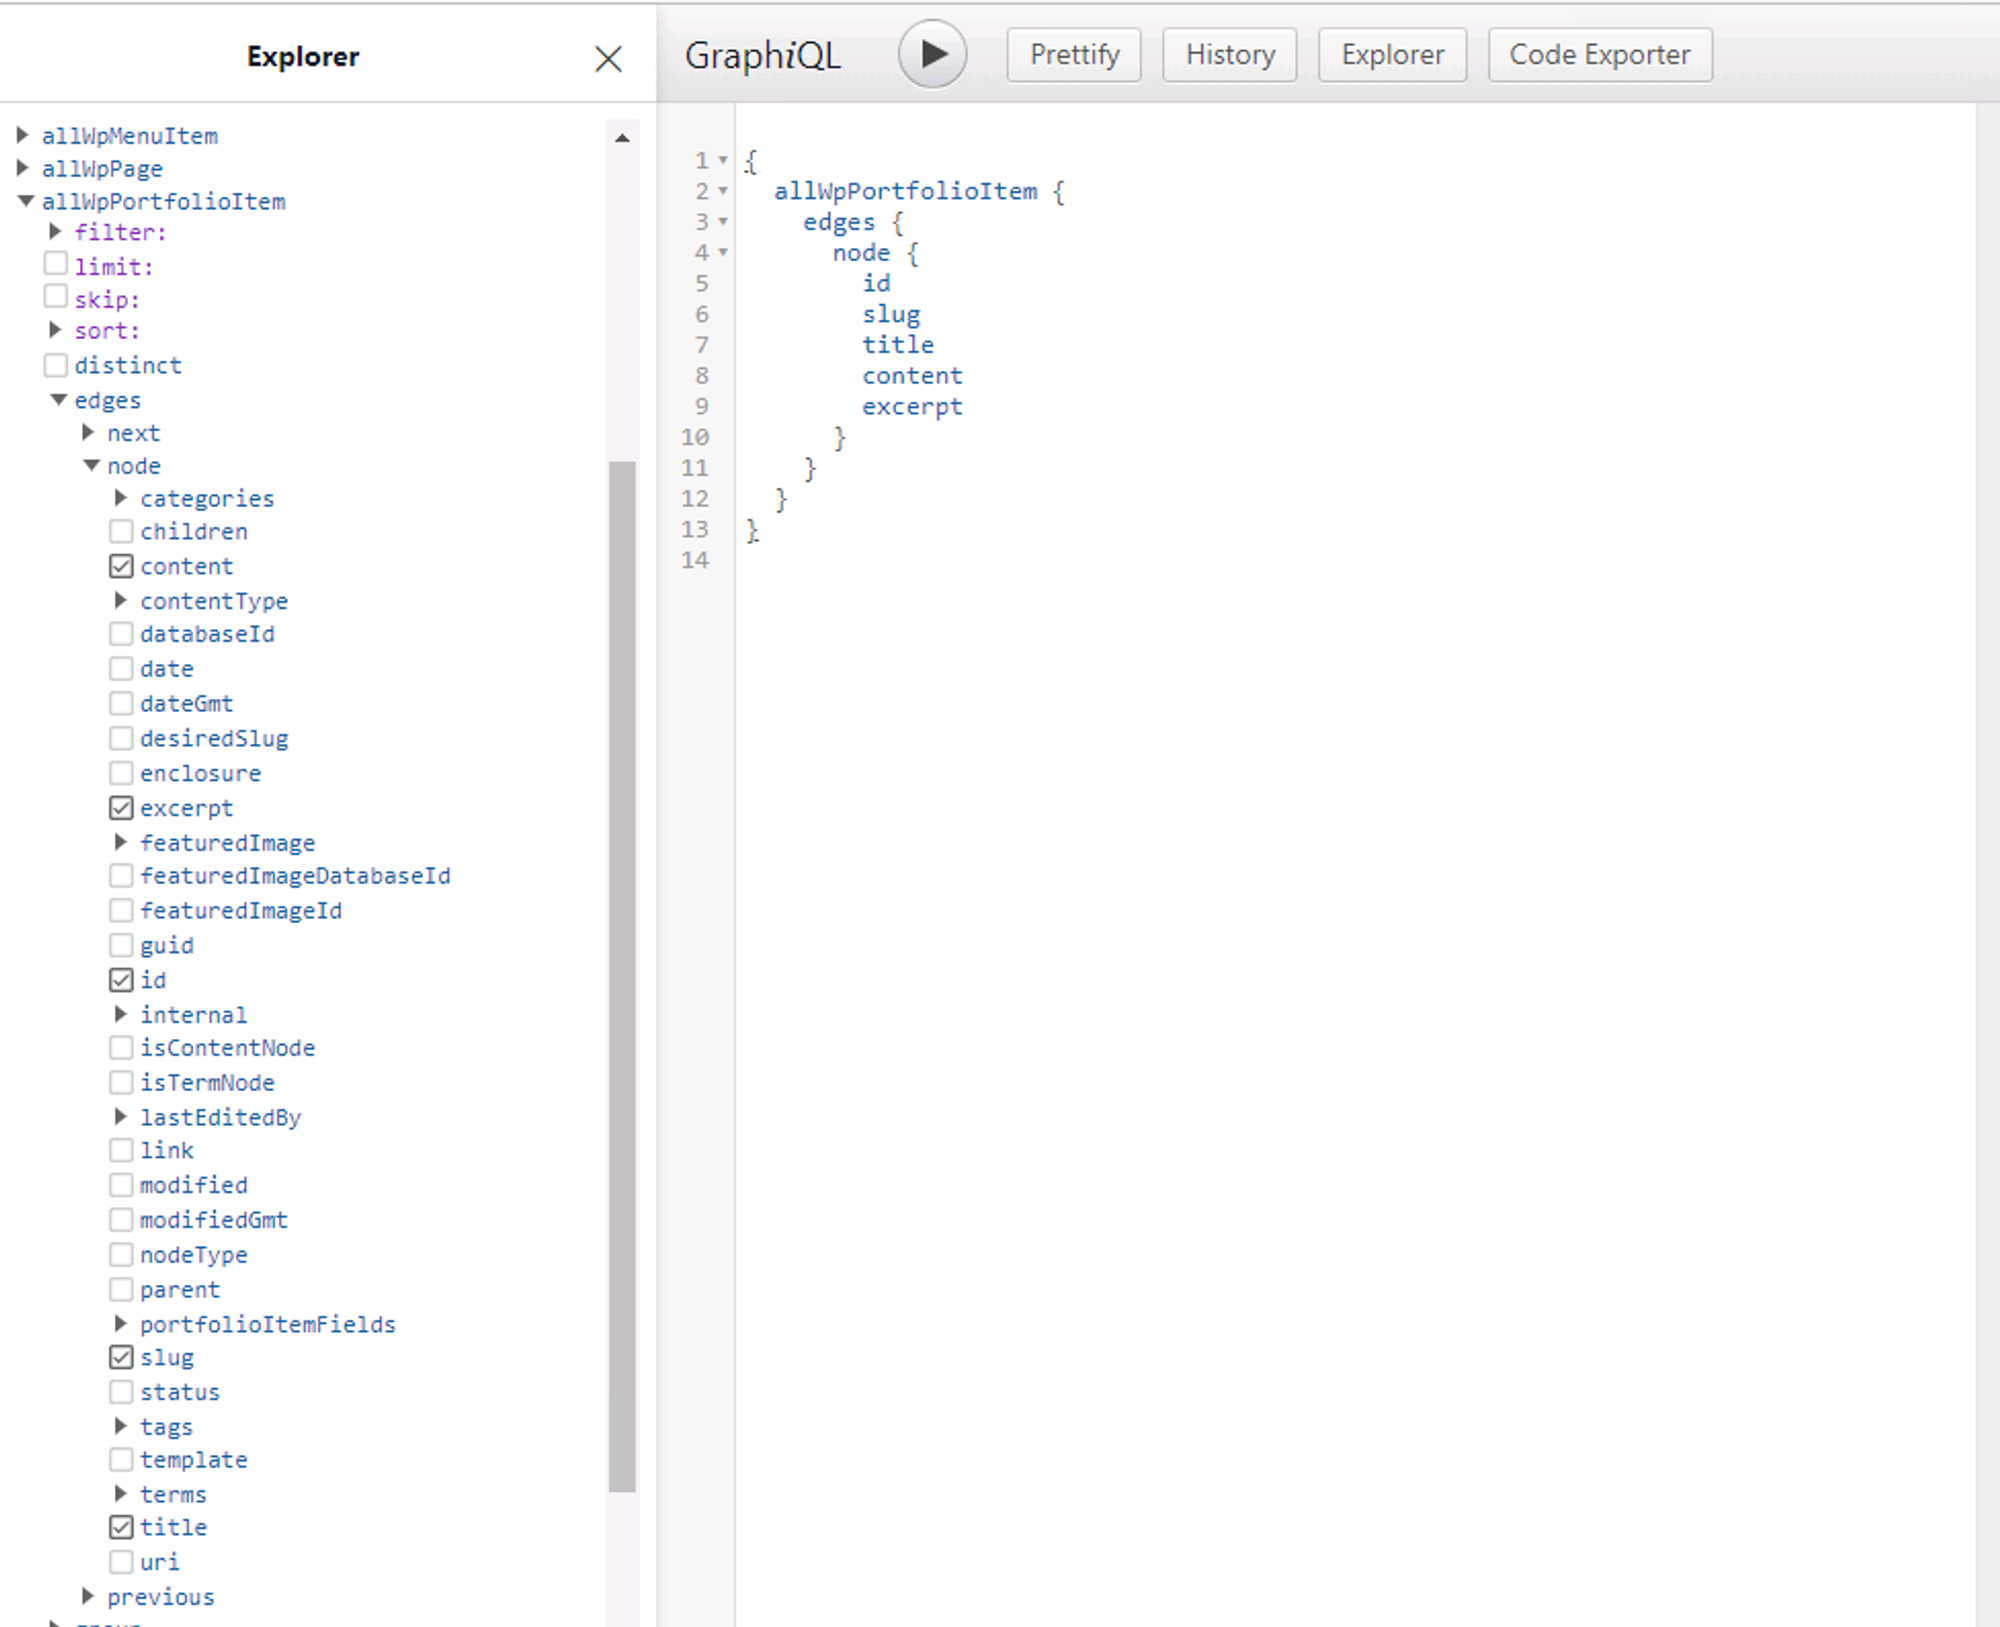 Explorer
allWpMenuItem
allWpPage
allWpPortfolioItem
filter:
limit:
skip:
sort:
distinct
edges
next
node
categories
children
content
contentType
databaseId
date
dateGmt
desiredSlug
enclosure
excerpt
featuredImage
featuredImageDatabaseId
featuredImageId
guid
id
internal
isContentNode
isTermNode
lastEditedBy
link
modified
modifiedGmt
nodeType
parent
portfolioItemFields
slug
status
tags
template
terms
title
uri
previous
GraphiQL Prettify History Explorer Code Exporter
1 {
2 allWpPortfolioItem {
3 edges {
4 node {
5 id
6 slug
7 title
8 content
9 excerpt
10 }
11 }
12 }
13 }
14